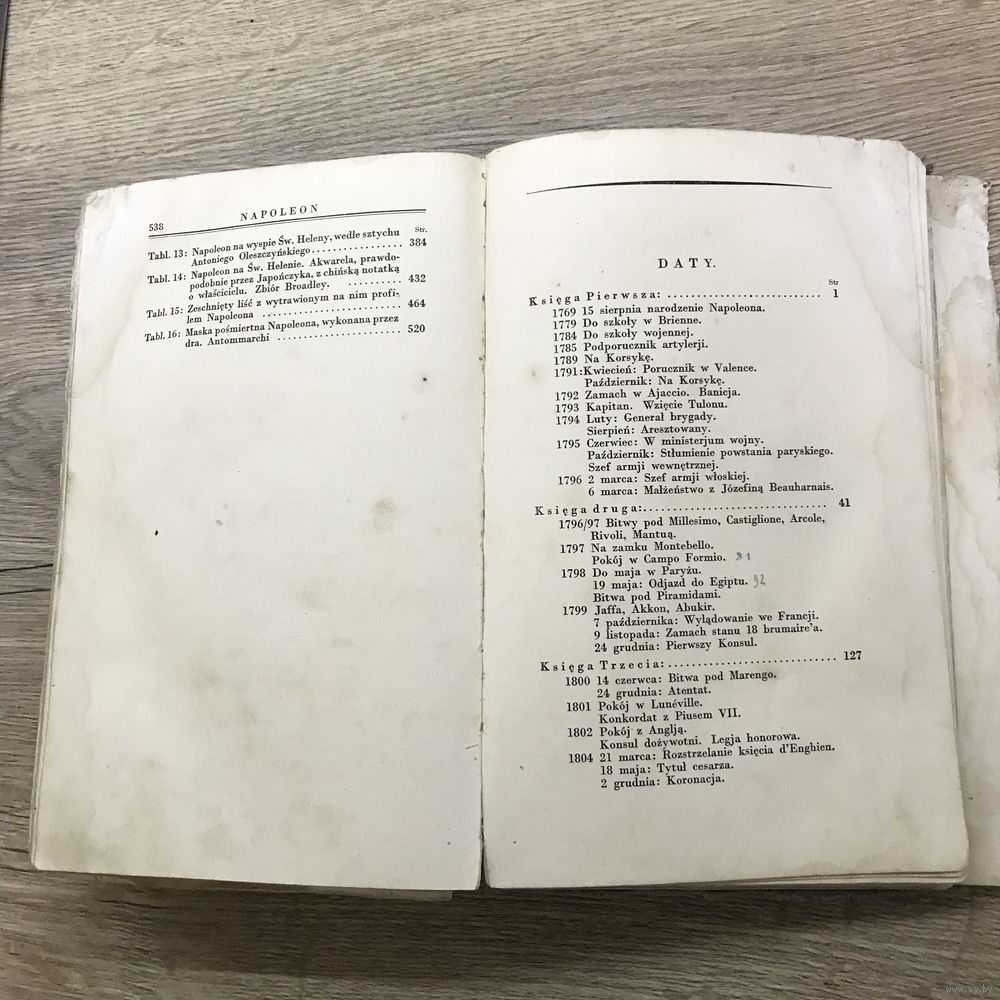 538
NAPOLEON
Str.
Tabl. 13: Napoleon na wyspie Św. Heleny, wedle sztychu
Antoniego Oleszczyńskiego................. 384
Tabl. 14: Napoleon na Św. Helenie. Akwarela, prawdo-
podobnie przez Japończyka, z chińską notatką
o właścicielu. Zbiór Broadley. .......... 432
Tabl. 15: Zeschnięty liść z wytrawionym na nim profi-
lem Napoleona .................... 464
Tabl. 16: Maska pośmiertna Napoleona, wykonana przez
dra. Antommarchi .................. 520
DATY.
Str
Księga Pierwsza: ............................ 1
1769 15 sierpnia narodzenie Napoleona.
1779 Do szkoły w Brienne.
1784 Do szkoły wojennej.
1785 Podporucznik artylerji.
1789 Na Korsykę.
1791: Kwiecień: Porucznik w Valence.
Październik: Na Korsykę.
1792 Zamach w Ajaccio. Banicja.
1793 Kapitan. Wzięcie Tulonu.
1794 Luty: Generał brygady.
Sierpień: Aresztowany.
1795 Czerwiec: W ministerjum wojny.
Październik: Stłumienie powstania paryskiego.
Szef armji wewnętrznej.
1796 2 marca: Szef armji włoskiej.
6 marca: Małżeństwo z Józefiną Beauharnais.
Księga druga:................................ 41
1796/97 Bitwy pod Millesimo, Castiglione, Arcole,
Rivoli, Mantuą.
1797 Na zamku Montebello.
Pokój w Campo Formio. 81
1798 Do maja w Paryżu.
19 maja: Odjazd do Egiptu. 92
Bitwa pod Piramidami.
1799 Jaffa, Akkon, Abukir.
7 października: Wylądowanie we Francji.
9 listopada: Zamach stanu 18 brumaire'a.
24 grudnia: Pierwszy Konsul.
Księga Trzecia:............................ 127
1800 14 czerwca: Bitwa pod Marengo.
24 grudnia: Atentat.
1801 Pokój w Lunéville.
Konkordat z Piusem VII.
1802 Pokój z Anglją.
Konsul dożywotni. Legja honorowa.
1804 21 marca: Rozstrzelanie księcia d'Enghien.
18 maja: Tytuł cesarza.
2 grudnia: Koronacja.
www.ay.by